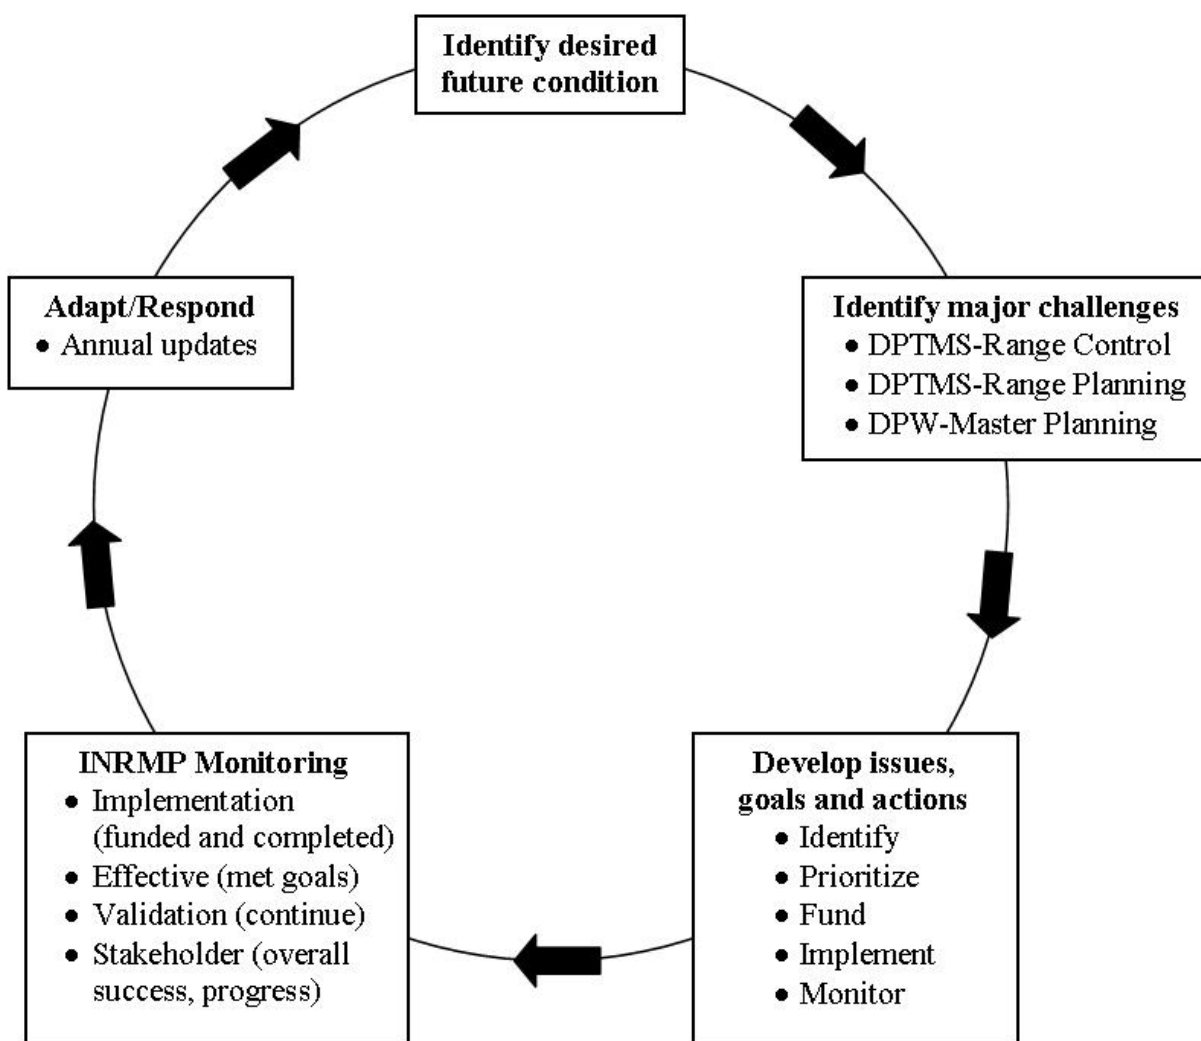 Identify desired
future condition
Identify major challenges
• DPTMS-Range Control
• DPTMS-Range Planning
• DPW-Master Planning
Develop issues,
goals and actions
• Identify
• Prioritize
• Fund
• Implement
• Monitor
INRMP Monitoring
• Implementation
(funded and completed)
• Effective (met goals)
• Validation (continue)
• Stakeholder (overall
success, progress)
Adapt/Respond
• Annual updates